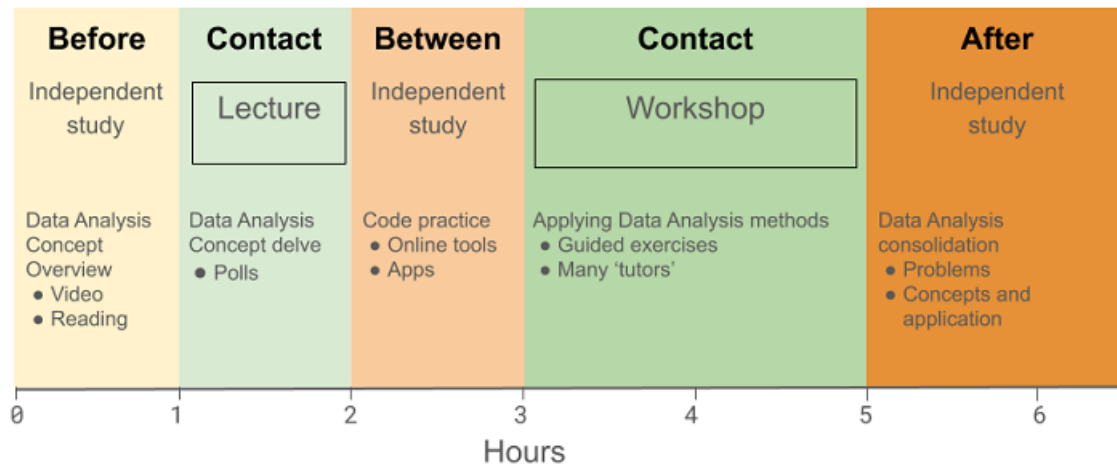 Before
Independent
study
Data Analysis
Concept
Overview
● Video
● Reading
Contact
Lecture
Data Analysis
Concept delve
● Polls
Between
Independent
study
Code practice
● Online tools
● Apps
Contact
Workshop
Applying Data Analysis methods
● Guided exercises
● Many ‘tutors’
After
Independent
study
Data Analysis
consolidation
● Problems
● Concepts and
application
0 1 2 3 4 5 6
Hours